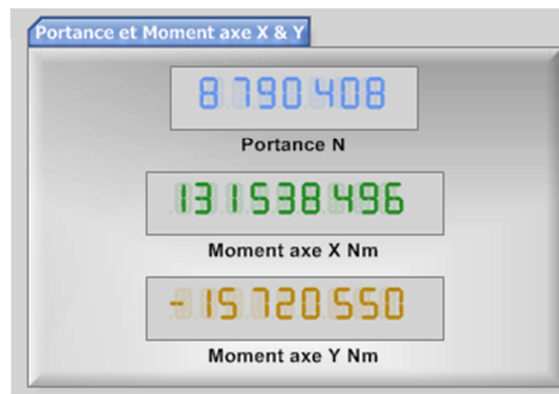 Portance et Moment axe X & Y
8 790 408
Portance N
131 538 496
Moment axe X Nm
-15 720 550
Moment axe Y Nm